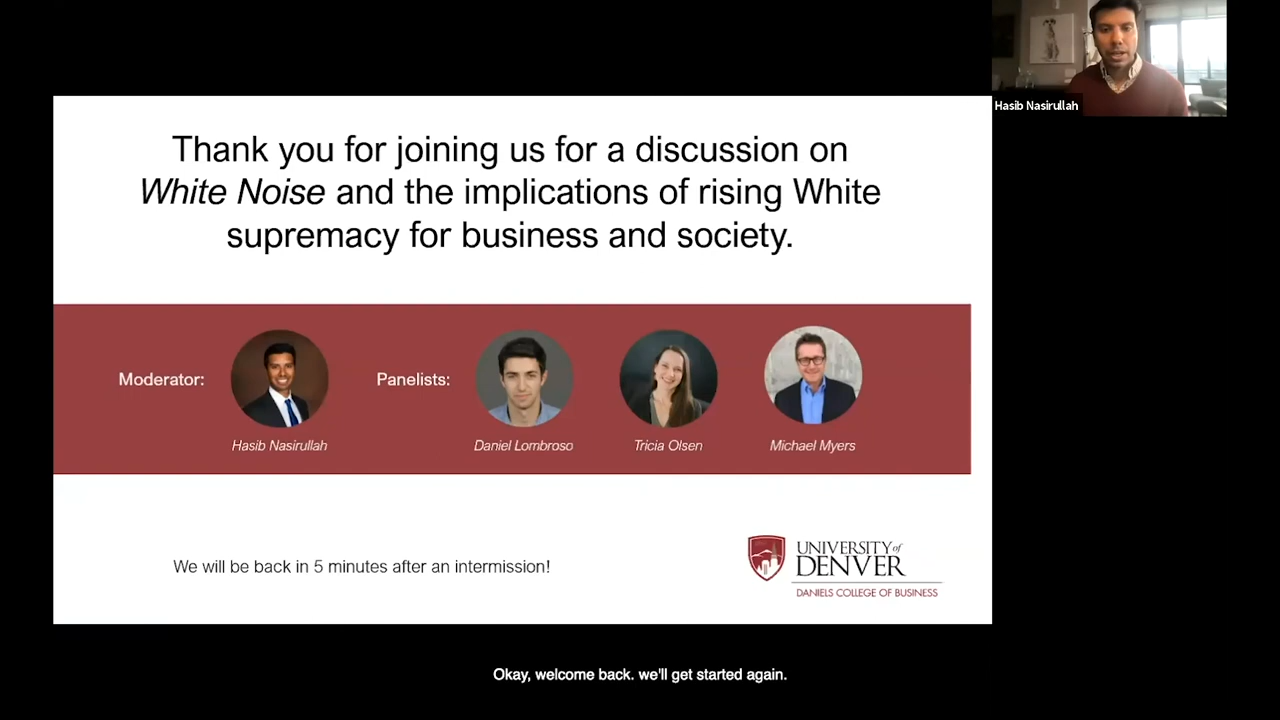 Hasib Nasirullah
Thank you for joining us for a discussion on
White Noise and the implications of rising White
supremacy for business and society.
Moderator:
Panelists:
Hasib Nasirullah
Daniel Lombroso
Tricia Olsen
Michael Myers
We will be back in 5 minutes after an intermission!
UNIVERSITY of
DENVER
DANIELS COLLEGE OF BUSINESS
Okay, welcome back. we'll get started again.